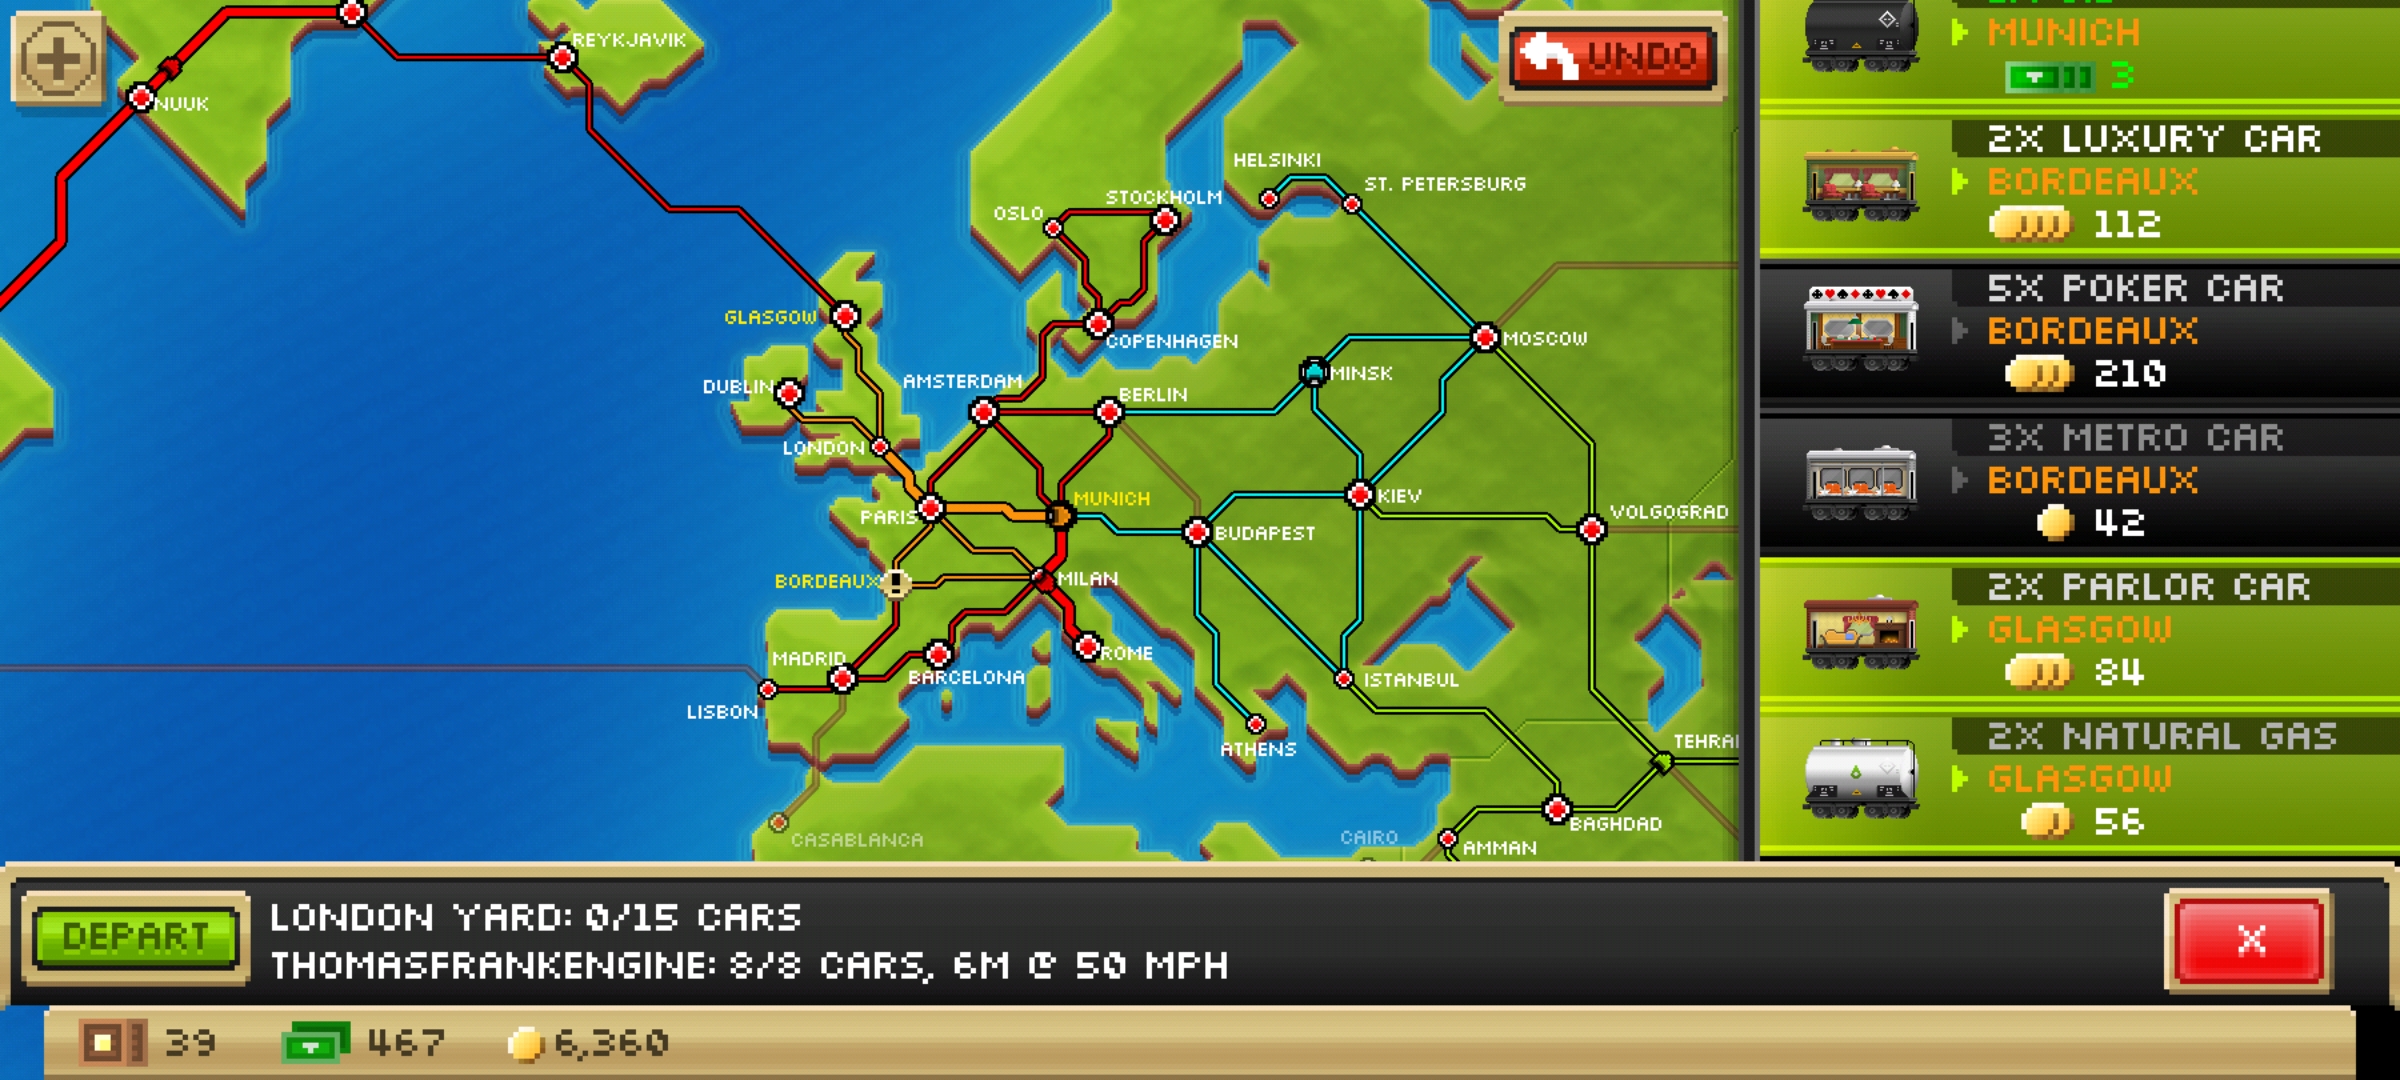 REYKJAVIK
NUUK
UNDO
HELSINKI
ST. PETERSBURG
STOCKHOLM
OSLO
GLASGOW
COPENHAGEN
MOSCOW
MINSK
DUBLIN
AMSTERDAM
BERLIN
LONDON
MUNICH
KIEV
PARIS
BUDAPEST
VOLGOGRAD
BORDEAUX
MILAN
MADRID
ROME
BARCELONA
ISTANBUL
LISBON
ATHENS
TEHRA
CASABLANCA
CAIRO
BAGHDAD
AMMAN
MUNICH
3
2X LUXURY CAR
BORDEAUX
112
5X POKER CAR
BORDEAUX
210
3X METRO CAR
BORDEAUX
42
2X PARLOR CAR
GLASGOW
84
2X NATURAL GAS
GLASGOW
56
DEPART
LONDON YARD: 0/15 CARS
THOMASFRANKENGINE: 8/8 CARS, 6M @ 50 MPH
X
39
467
6,360